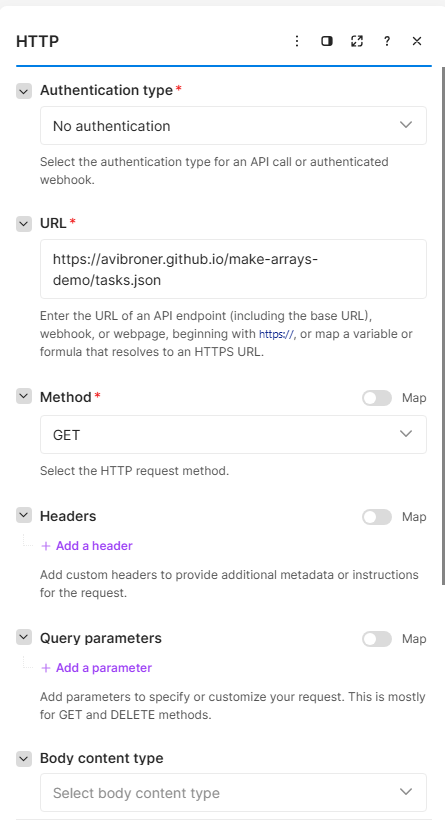 HTTP
Authentication type*
No authentication
Select the authentication type for an API call or authenticated
webhook.
URL*
https://avibroner.github.io/make-arrays-
demo/tasks.json
Enter the URL of an API endpoint (including the base URL),
webhook, or webpage, beginning with https://, or map a variable or
formula that resolves to an HTTPS URL.
Method* Map
GET
Select the HTTP request method.
Headers Map
+ Add a header
Add custom headers to provide additional metadata or instructions
for the request.
Query parameters Map
+ Add a parameter
Add parameters to specify or customize your request. This is mostly
for GET and DELETE methods.
Body content type
Select body content type